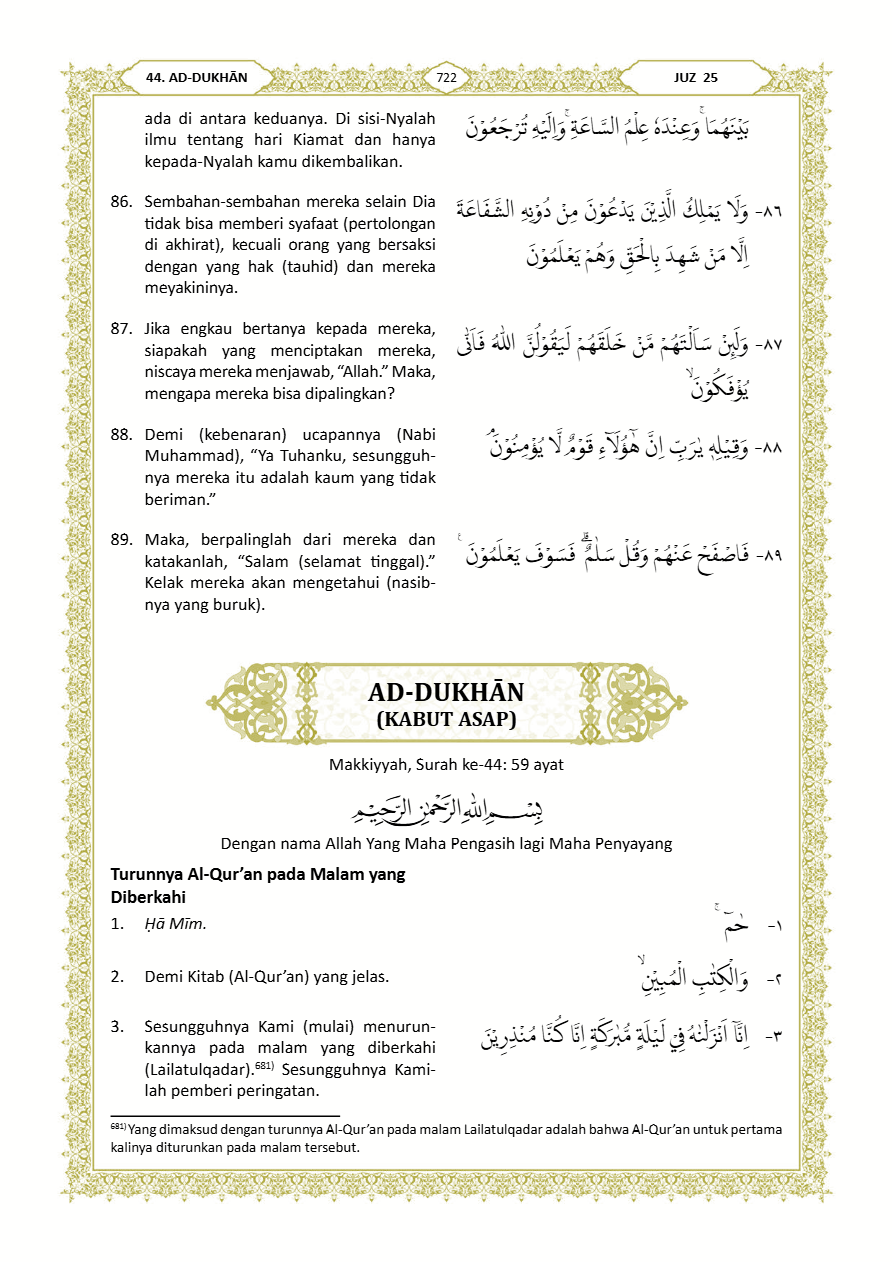 44. AD-DUKHĀN
722
JUZ 25
ada di antara keduanya. Di sisi-Nyalah
ilmu tentang hari Kiamat dan hanya
kepada-Nyalah kamu dikembalikan.
بَيْنَهُمَاۚ وَعِنْدَهٗ عِلْمُ السَّاعَةِۚ وَاِلَيْهِ تُرْجَعُوْنَ
86. Sembahan-sembahan mereka selain Dia
tidak bisa memberi syafaat (pertolongan
di akhirat), kecuali orang yang bersaksi
dengan yang hak (tauhid) dan mereka
meyakininya.
٨٦- وَلَا يَمْلِكُ الَّذِيْنَ يَدْعُوْنَ مِنْ دُوْنِهِ الشَّفَاعَةَ
اِلَّا مَنْ شَهِدَ بِالْحَقِّ وَهُمْ يَعْلَمُوْنَ
87. Jika engkau bertanya kepada mereka,
siapakah yang menciptakan mereka,
niscaya mereka menjawab, “Allah.” Maka,
mengapa mereka bisa dipalingkan?
٨٧- وَلَىِٕنْ سَاَلْتَهُمْ مَّنْ خَلَقَهُمْ لَيَقُوْلُنَّ اللّٰهُ فَاَنّٰى
يُؤْفَكُوْنَۙ
88. Demi (kebenaran) ucapannya (Nabi
Muhammad), “Ya Tuhanku, sesungguh-
nya mereka itu adalah kaum yang tidak
beriman.”
٨٨- وَقِيْلِهٖ يٰرَبِّ اِنَّ هٰٓؤُلَاۤءِ قَوْمٌ لَّا يُؤْمِنُوْنَۘ
89. Maka, berpalinglah dari mereka dan
katakanlah, “Salam (selamat tinggal).”
Kelak mereka akan mengetahui (nasib-
nya yang buruk).
٨٩- فَاصْفَحْ عَنْهُمْ وَقُلْ سَلٰمٌۗ فَسَوْفَ يَعْلَمُوْنَ ࣖ
AD-DUKHĀN
(KABUT ASAP)
Makkiyyah, Surah ke-44: 59 ayat
بِسْمِ اللّٰهِ الرَّحْمٰنِ الرَّحِيْمِ
Dengan nama Allah Yang Maha Pengasih lagi Maha Penyayang
Turunnya Al-Qur’an pada Malam yang
Diberkahi
1. Ḥā Mīm.
١- حٰمۤ ۚ
2. Demi Kitab (Al-Qur’an) yang jelas.
٢- وَالْكِتٰبِ الْمُبِيْنِۙ
3. Sesungguhnya Kami (mulai) menurun-
kannya pada malam yang diberkahi
(Lailatulqadar).⁶⁸¹⁾ Sesungguhnya Kami-
lah pemberi peringatan.
٣- اِنَّآ اَنْزَلْنٰهُ فِيْ لَيْلَةٍ مُّبٰرَكَةٍ اِنَّا كُنَّا مُنْذِرِيْنَ
⁶⁸¹⁾ Yang dimaksud dengan turunnya Al-Qur’an pada malam Lailatulqadar adalah bahwa Al-Qur’an untuk pertama
kalinya diturunkan pada malam tersebut.